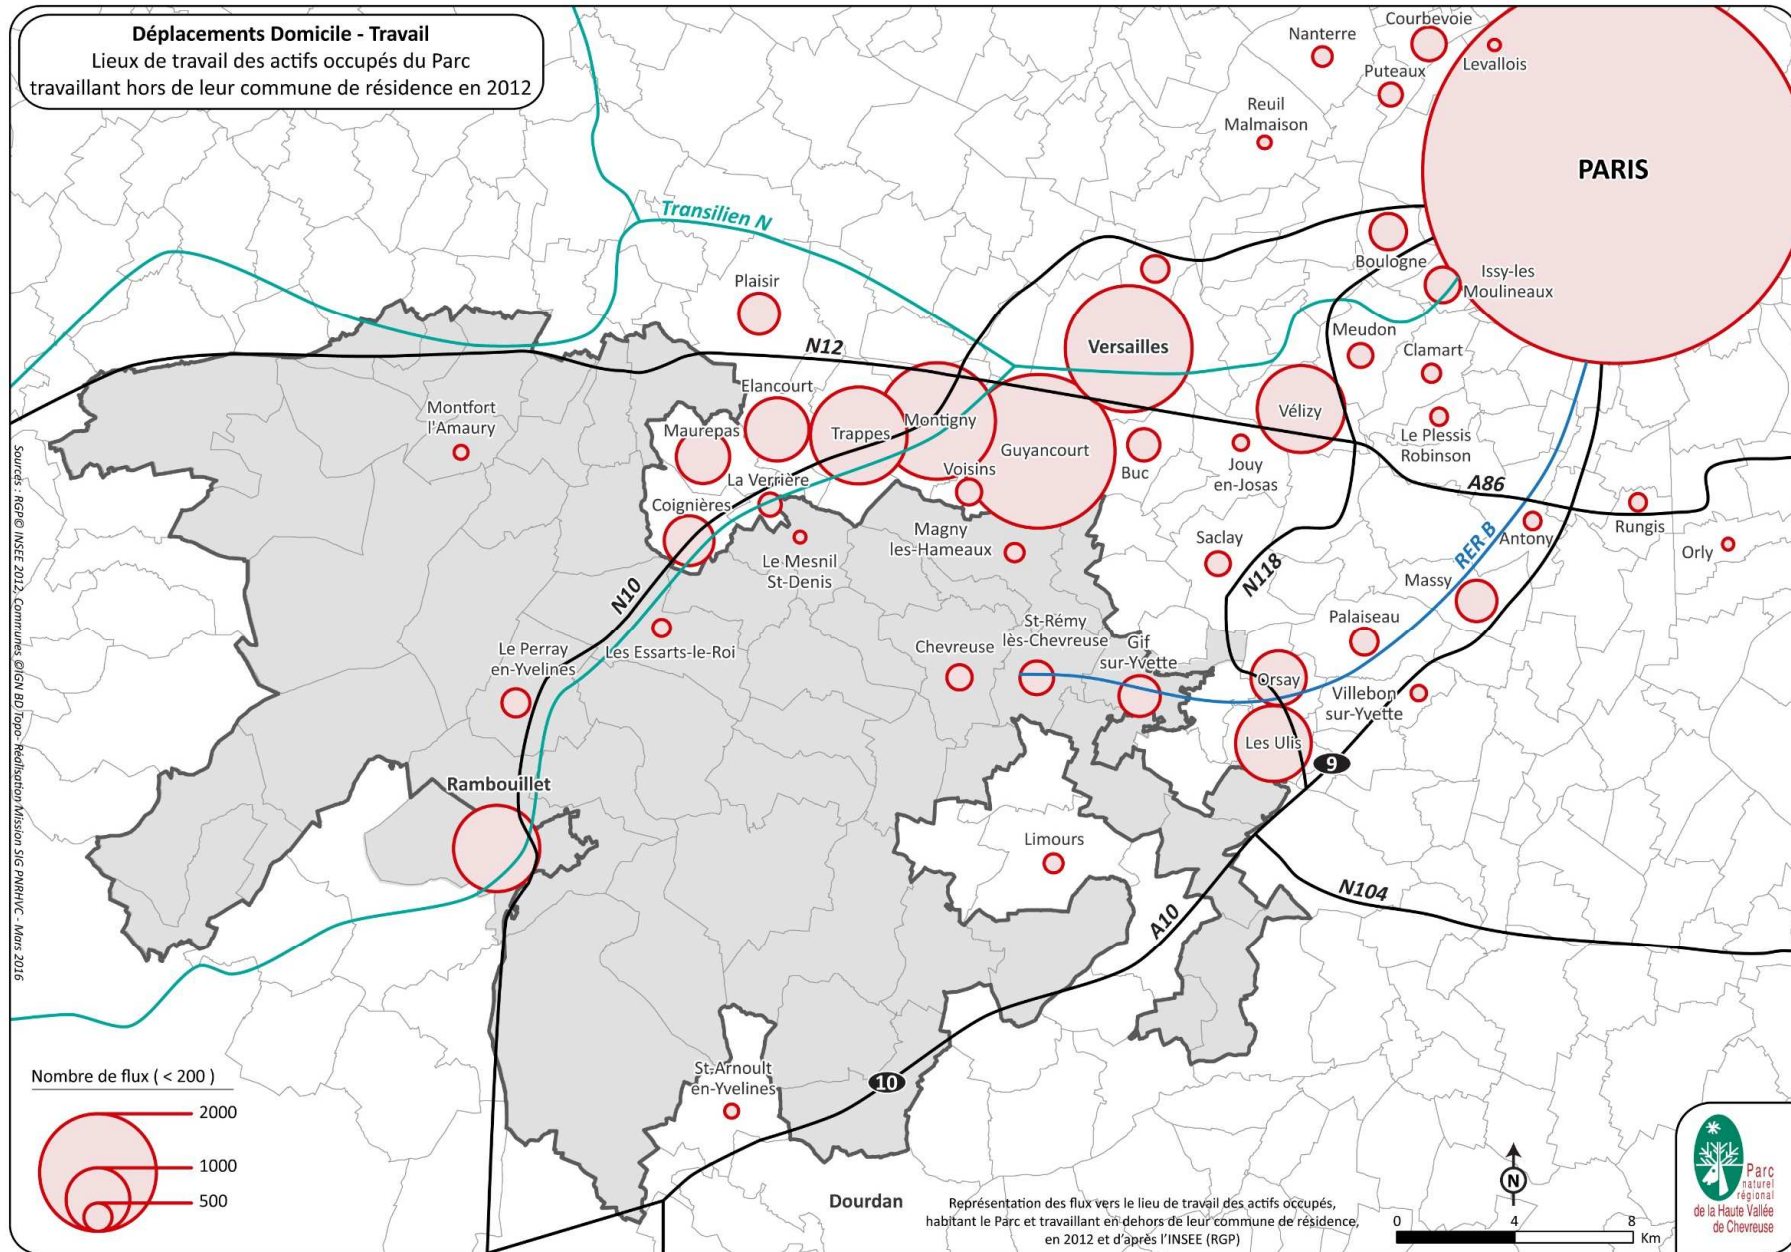 Déplacements Domicile - Travail
Lieux de travail des actifs occupés du Parc
travaillant hors de leur commune de résidence en 2012
Courbevoie
Nanterre
Levallois
Puteaux
Reuil
Malmaison
PARIS
Transilien N
Boulogne
Issy-les
Moulineaux
Plaisir
Meudon
Clamart
Versailles
N12
Elancourt
Montfort
l'Amaury
Maurepas
Trappes
Montigny
Guyancourt
Vélizy
Le Plessis
Robinson
Buc
Jouy
en-Josas
La Verrière
Voisins
A86
Coignières
Rungis
Magny
les-Hameaux
Saclay
RER B
Antony
Orly
Le Mesnil
St-Denis
N118
N10
Massy
St-Rémy
lès-Chevreuse
Palaiseau
Le Perray
en-Yvelines
Les Essarts-le-Roi
Chevreuse
Gif
sur-Yvette
Orsay
Villebon
sur-Yvette
Les Ulis
9
Rambouillet
Limours
N104
A10
St-Arnoult
en-Yvelines
10
Dourdan
Sources : RGP© INSEE 2012, Communes ©IGN BD Topo- Réalisation Mission SIG PNRHVC - Mars 2016
Nombre de flux ( < 200 )
2000
1000
500
Représentation des flux vers le lieu de travail des actifs occupés,
habitant le Parc et travaillant en dehors de leur commune de résidence,
en 2012 et d'après l'INSEE (RGP)
N
0 4 8
Km
Parc
naturel
régional
de la Haute Vallée
de Chevreuse